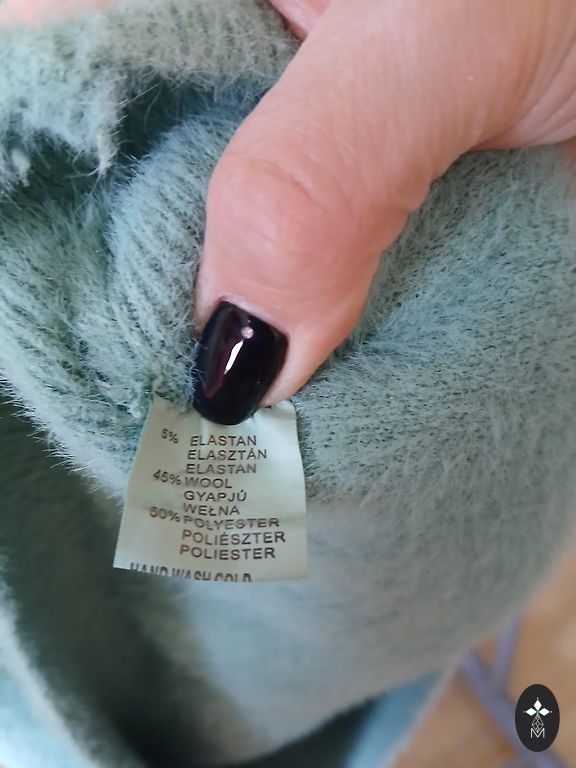 5% ELASTAN
ELASZTÁN
ELASTAN
45% WOOL
GYAPJÚ
WEŁNA
50% POLYESTER
POLIÉSZTER
POLIESTER
HAND WASH COLD
M